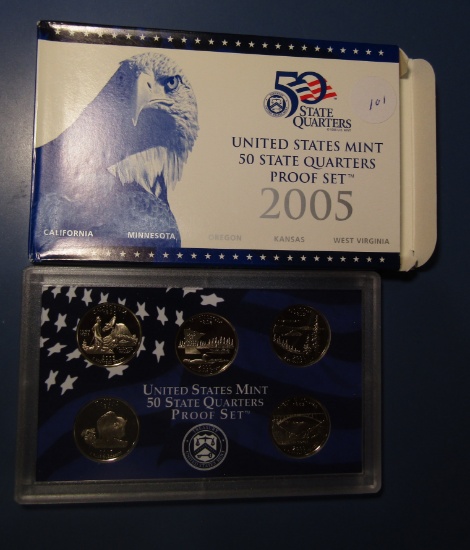 50
STATE
QUARTERS
101
UNITED STATES MINT
50 STATE QUARTERS
PROOF SET™
2005
CALIFORNIA MINNESOTA OREGON KANSAS WEST VIRGINIA
UNITED STATES MINT
50 STATE QUARTERS
PROOF SET™